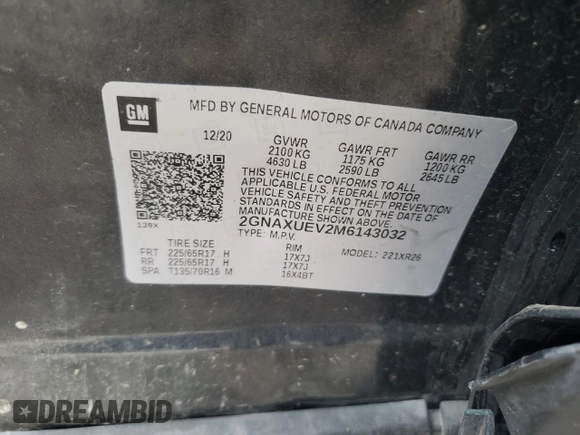 GM
MFD BY GENERAL MOTORS OF CANADA COMPANY
12/20 GVWR GAWR FRT GAWR RR
2100 KG 1175 KG 1200 KG
4630 LB 2590 LB 2645 LB
THIS VEHICLE CONFORMS TO ALL
APPLICABLE U.S. FEDERAL MOTOR
VEHICLE SAFETY AND THEFT PREVENTION
STANDARDS IN EFFECT ON THE DATE OF
MANUFACTURE SHOWN ABOVE.
139X 2GNAXUEV2M6143032
TYPE: M.P.V. MODEL: 221XR26
TIRE SIZE RIM
FRT 225/65R17 H 17X7J
RR 225/65R17 H 17X7J
SPA T135/70R16 M 16X4BT
DREAMBID